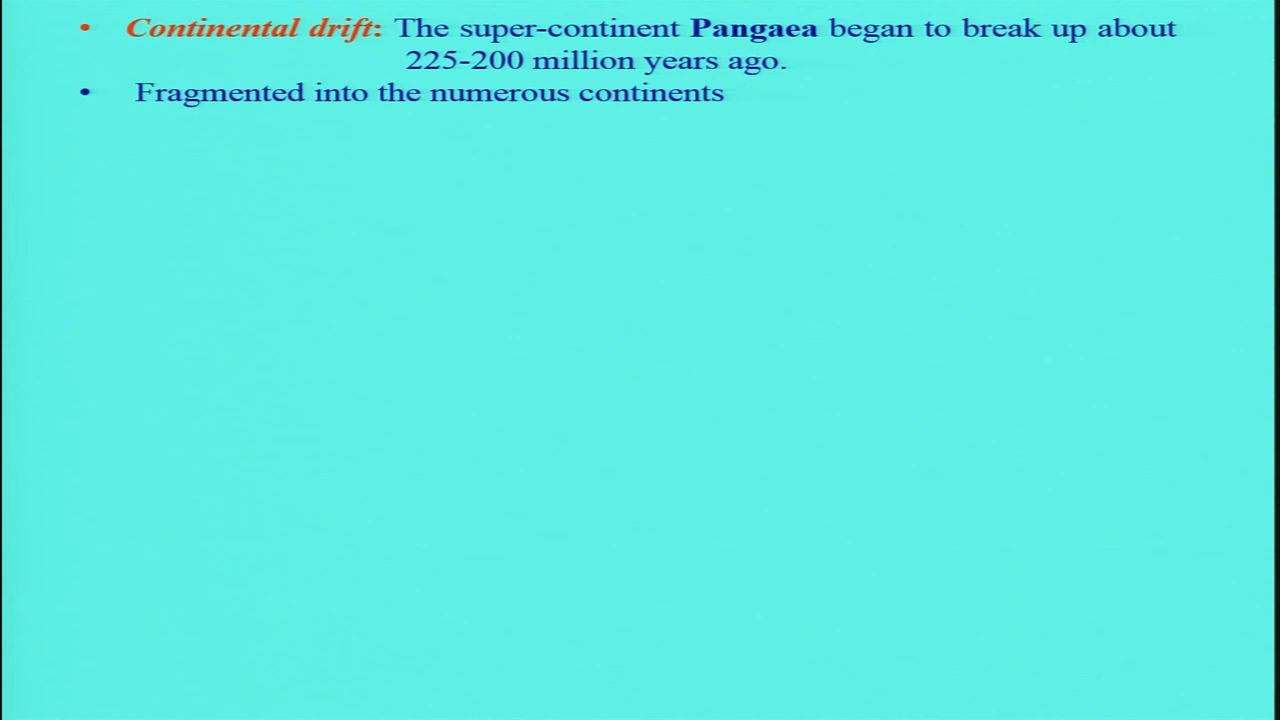 • Continental drift: The super-continent Pangaea began to break up about
225-200 million years ago.
• Fragmented into the numerous continents